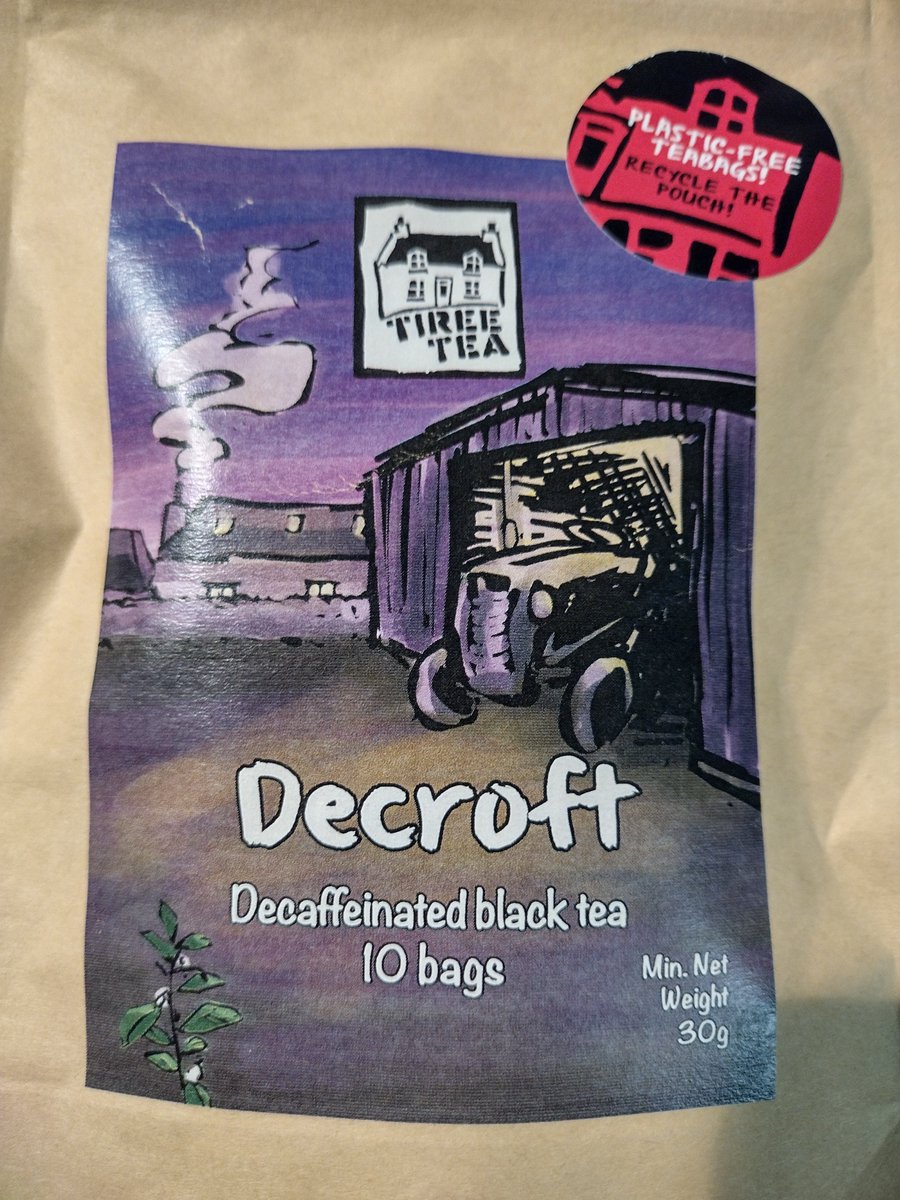 PLASTIC-FREE
TEABAGS!
RECYCLE THE
POUCH!
TIREE
TEA
Decroft
Decaffeinated black tea
10 bags
Min. Net
Weight
30g